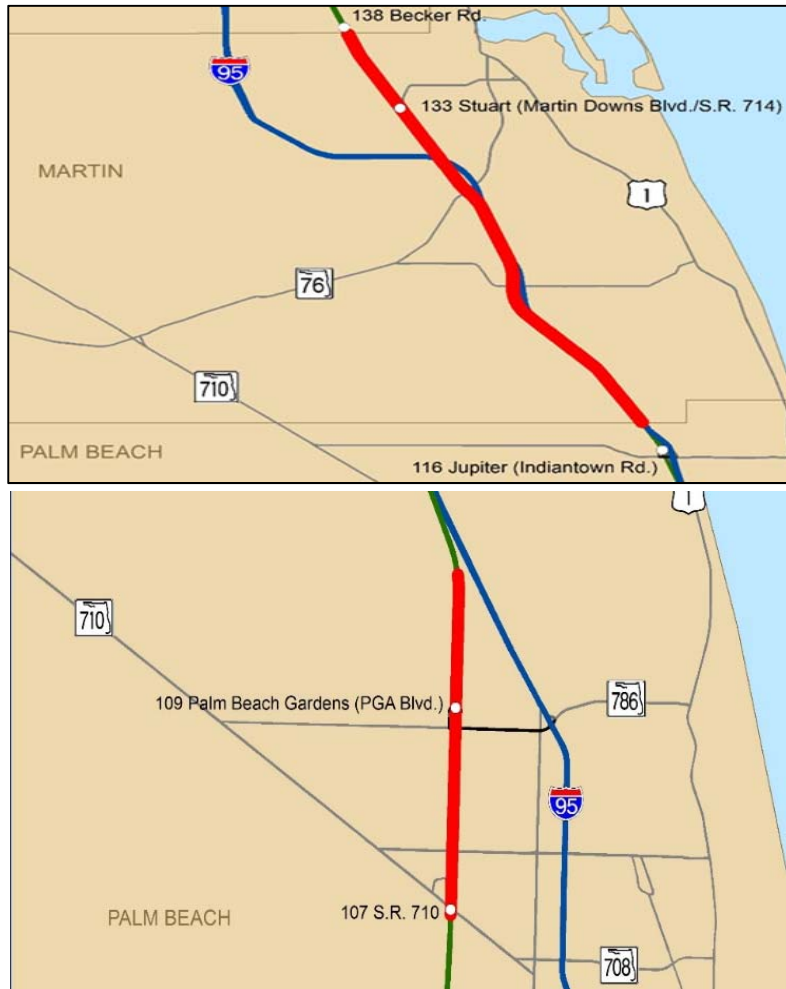 138 Becker Rd.
95
133 Stuart (Martin Downs Blvd./S.R. 714)
MARTIN
1
76
710
PALM BEACH
116 Jupiter (Indiantown Rd.)
1
710
109 Palm Beach Gardens (PGA Blvd.)
786
95
107 S.R. 710
PALM BEACH
708